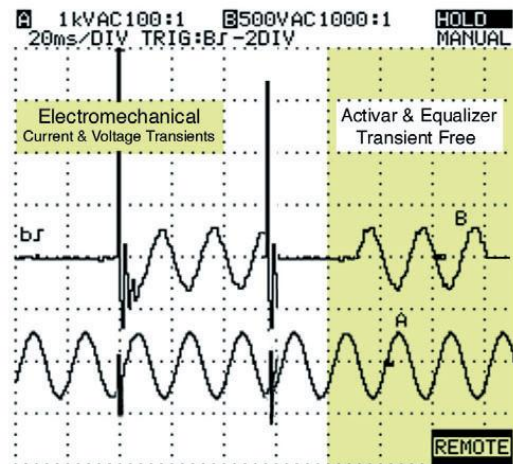 A 1kVAC100:1 B500VAC1000:1 HOLD
20ms/DIV TRIG:B∫-2DIV MANUAL
Electromechanical
Current & Voltage Transients
Activar & Equalizer
Transient Free
b∫
B
A
REMOTE